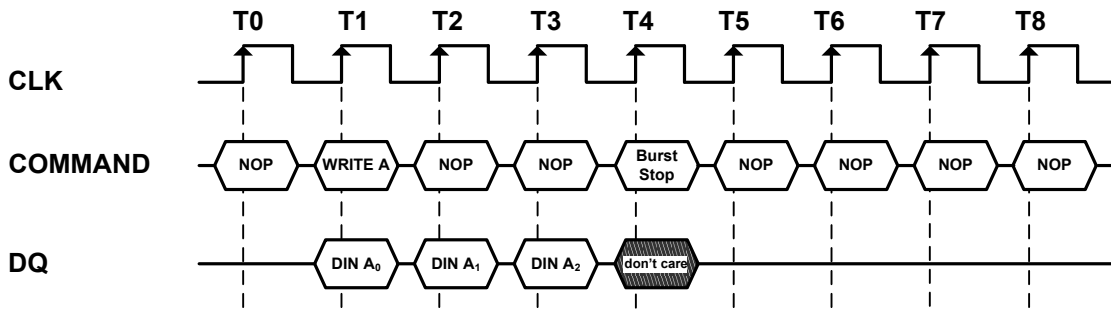 T0 T1 T2 T3 T4 T5 T6 T7 T8
CLK
COMMAND NOP WRITE A NOP NOP Burst Stop NOP NOP NOP NOP
DQ DIN A₀ DIN A₁ DIN A₂ don't care